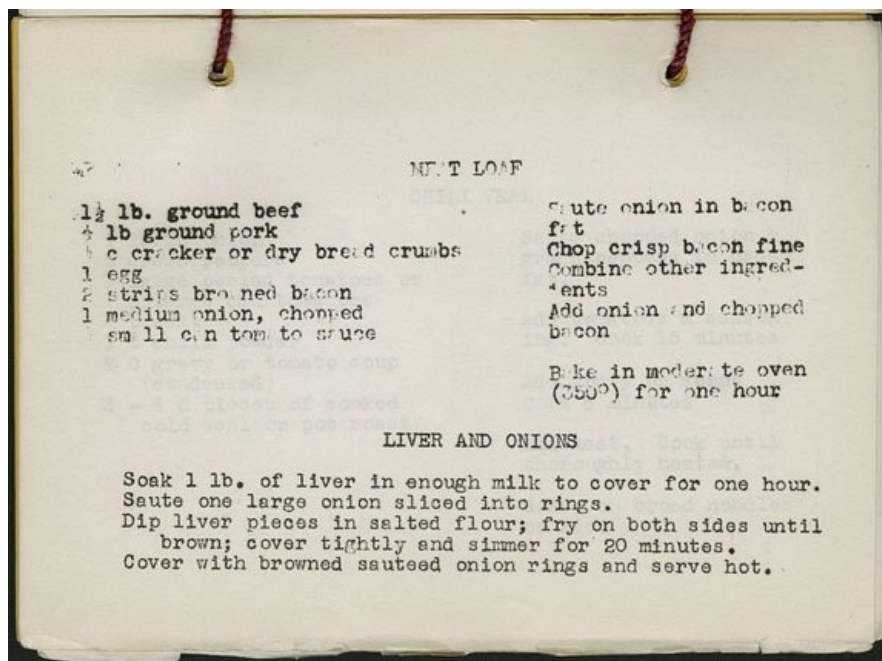 MEAT LOAF
1½ lb. ground beef
lb ground pork
c cracker or dry bread crumbs
1 egg
2 strips browned bacon
1 medium onion, chopped
small can tomato sauce
Saute onion in bacon
fat
Chop crisp bacon fine
Combine other ingred-
ients
Add onion and chopped
bacon
Bake in moderate oven
(350°) for one hour
LIVER AND ONIONS
Soak 1 lb. of liver in enough milk to cover for one hour.
Saute one large onion sliced into rings.
Dip liver pieces in salted flour; fry on both sides until
brown; cover tightly and simmer for 20 minutes.
Cover with browned sauteed onion rings and serve hot.